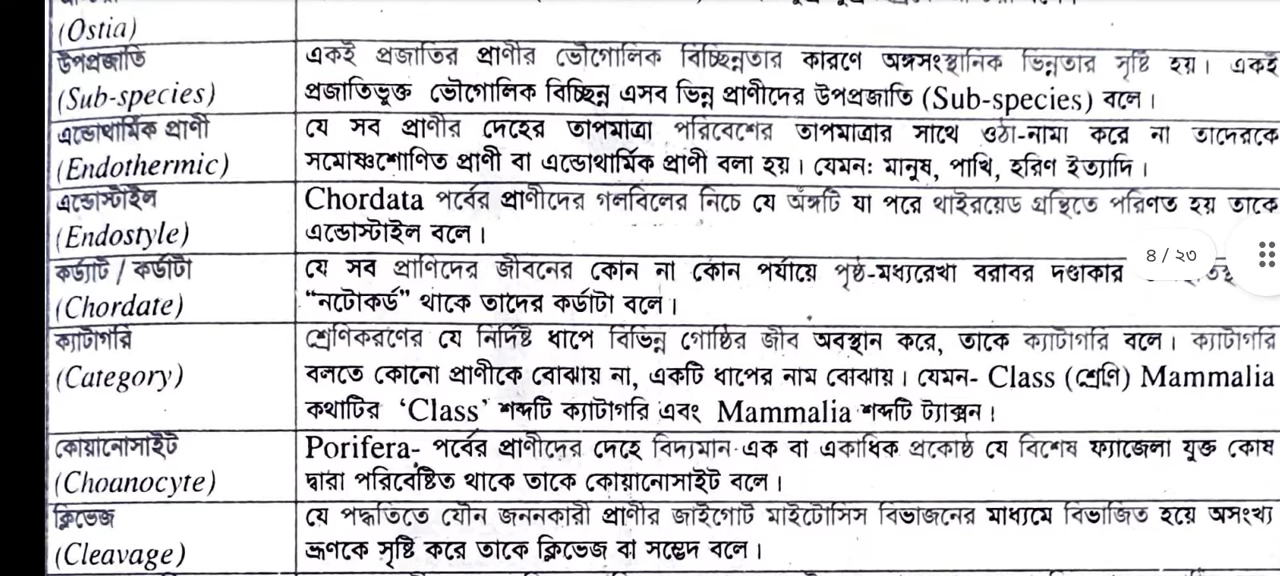 (Ostia)
উপপ্রজাতি
(Sub-species)
একই প্রজাতির প্রাণীর ভৌগোলিক বিচ্ছিন্নতার কারণে অঙ্গসংস্থানিক ভিন্নতার সৃষ্টি হয়। একই
প্রজাতিভুক্ত ভৌগোলিক বিচ্ছিন্ন এসব ভিন্ন প্রাণীদের উপপ্রজাতি (Sub-species) বলে।
এন্ডোথার্মিক প্রাণী
(Endothermic)
যে সব প্রাণীর দেহের তাপমাত্রা পরিবেশের তাপমাত্রার সাথে ওঠা-নামা করে না তাদেরকে
সমোষ্ণশোণিত প্রাণী বা এন্ডোথার্মিক প্রাণী বলা হয়। যেমনঃ মানুষ, পাখি, হরিণ ইত্যাদি।
এন্ডোস্টাইল
(Endostyle)
Chordata পর্বের প্রাণীদের গলবিলের নিচে যে অঙ্গটি যা পরে থাইরয়েড গ্রন্থিতে পরিণত হয় তাকে
এন্ডোস্টাইল বলে।
৪ / ২৩
কর্ড্যাট / কর্ডাটা
(Chordate)
যে সব প্রাণিদের জীবনের কোন না কোন পর্যায়ে পৃষ্ঠ-মধ্যরেখা বরাবর দণ্ডাকার
“নটোকর্ড” থাকে তাদের কর্ডাটা বলে।
ক্যাটাগরি
(Category)
শ্রেণিকরণের যে নির্দিষ্ট ধাপে বিভিন্ন গোষ্ঠির জীব অবস্থান করে, তাকে ক্যাটাগরি বলে। ক্যাটাগরি
বলতে কোনো প্রাণীকে বোঝায় না, একটি ধাপের নাম বোঝায়। যেমন- Class (শ্রেণি) Mammalia
কথাটির ‘Class’ শব্দটি ক্যাটাগরি এবং Mammalia শব্দটি ট্যাক্সন।
কোয়ানোসাইট
(Choanocyte)
Porifera- পর্বের প্রাণীদের দেহে বিদ্যমান এক বা একাধিক প্রকোষ্ঠ যে বিশেষ ফ্যাজেলা যুক্ত কোষ
দ্বারা পরিবেষ্টিত থাকে তাকে কোয়ানোসাইট বলে।
ক্লিভেজ
(Cleavage)
যে পদ্ধতিতে যৌন জননকারী প্রাণীর জাইগোট মাইটোসিস বিভাজনের মাধ্যমে বিভাজিত হয়ে অসংখ্য
ভ্রূণকে সৃষ্টি করে তাকে ক্লিভেজ বা সম্ভেদ বলে।